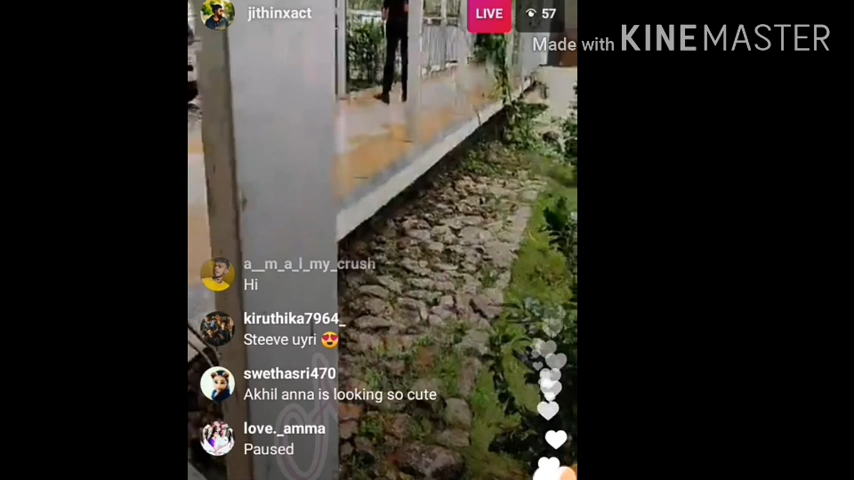 jithinxact
LIVE
57
Made with KINEMASTER
a__m_a_l_my_crush
Hi
kiruthika7964_
Steeve uyri 😍
swethasri470
Akhil anna is looking so cute
love._amma
Paused